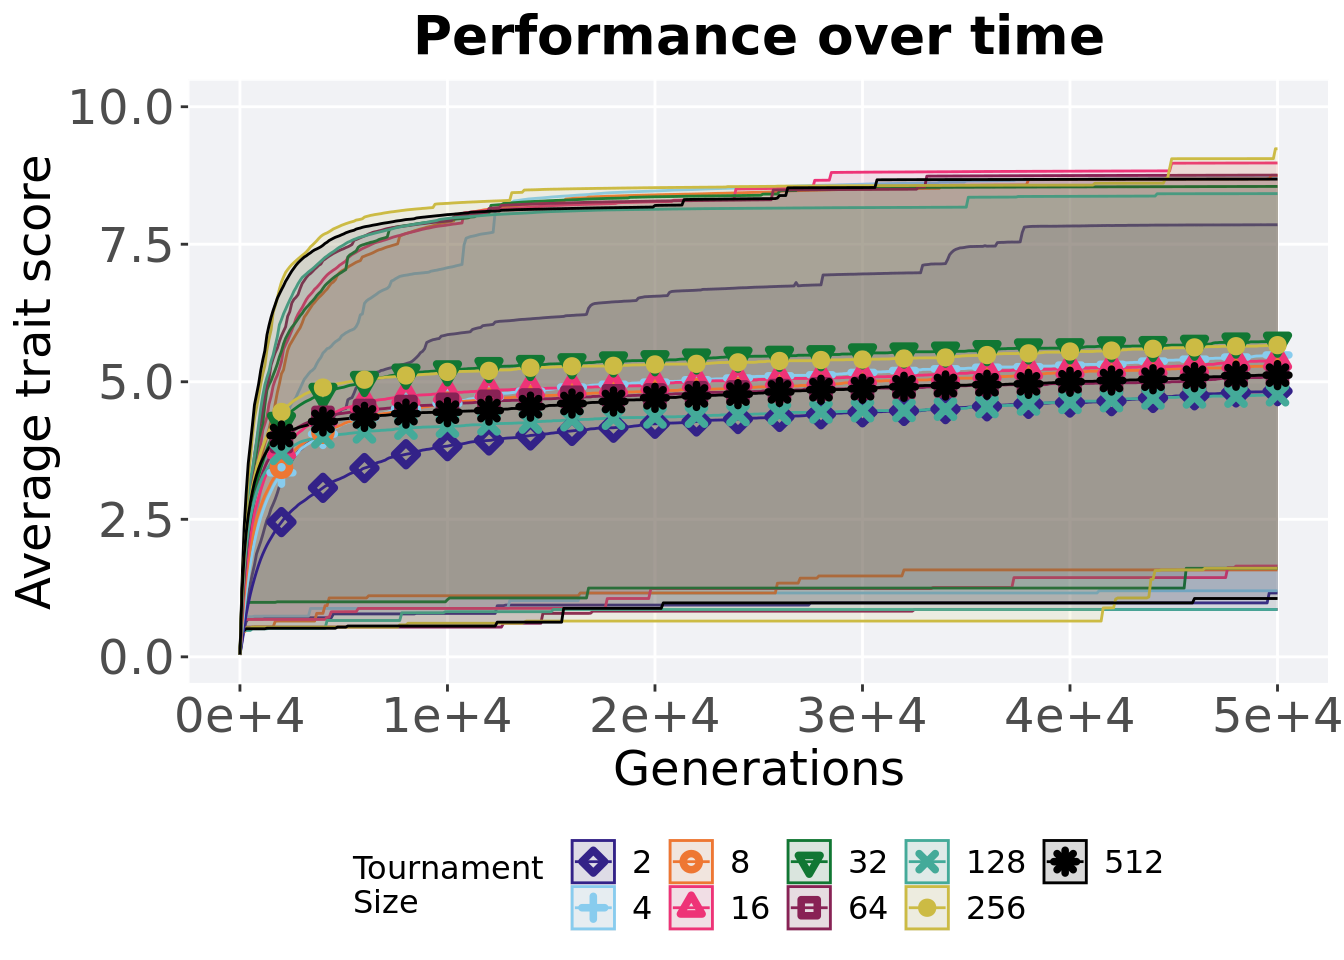 Performance over time
Average trait score
10.0
7.5
5.0
2.5
0.0
0e+4 1e+4 2e+4 3e+4 4e+4 5e+4
Generations
Tournament
Size
2 8 32 128 512
4 16 64 256